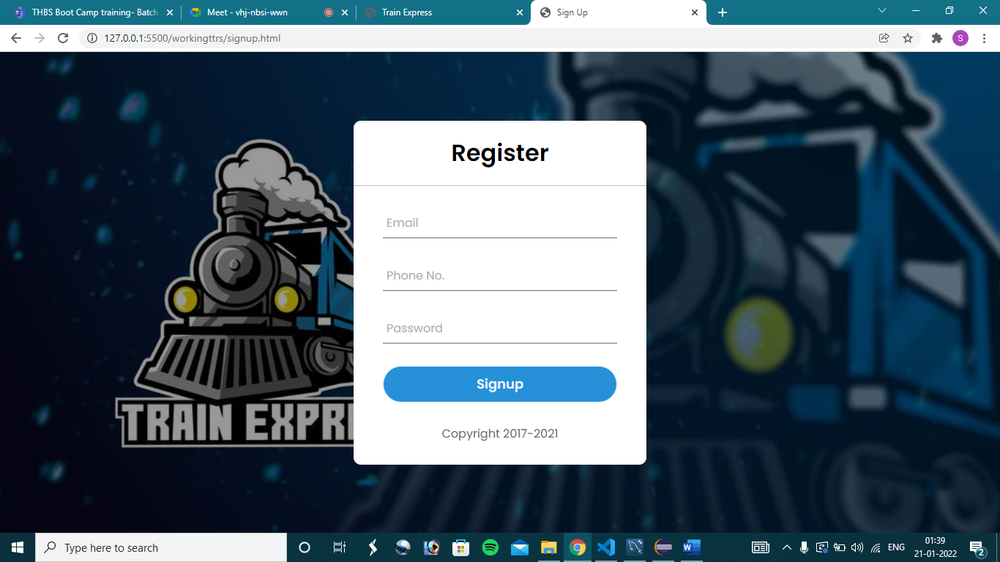 THBS Boot Camp training- Batch
Meet - vhj-nbsi-wwn
Train Express
Sign Up
127.0.0.1:5500/workingttrs/signup.html
S
Register
Email
Phone No.
Password
Signup
Copyright 2017-2021
TRAIN EXPRE
Type here to search
ENG
01:39
21-01-2022
2